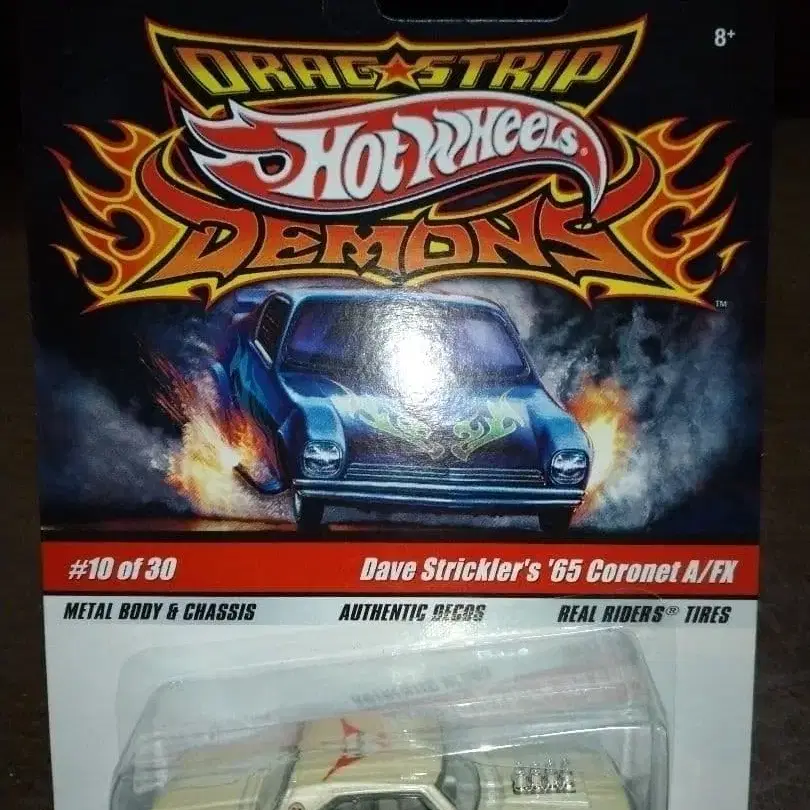 8+
DRAG STRIP
Hot Wheels®
DEMONS
TM
#10 of 30 Dave Strickler's '65 Coronet A/FX
METAL BODY & CHASSIS AUTHENTIC DECOS REAL RIDERS® TIRES